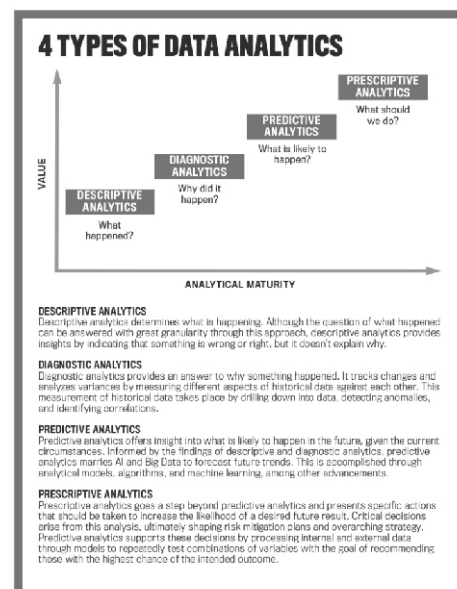 4 TYPES OF DATA ANALYTICS
PRESCRIPTIVE
ANALYTICS
What should
we do?
PREDICTIVE
ANALYTICS
What is likely to
happen?
DIAGNOSTIC
ANALYTICS
Why did it
happen?
DESCRIPTIVE
ANALYTICS
What
happened?
VALUE
ANALYTICAL MATURITY
DESCRIPTIVE ANALYTICS
Descriptive analytics determines what is happening. Although the question of what happened
can be answered with great granularity through this approach, descriptive analytics provides
insights by indicating that something is wrong or right, but it doesn't explain why.
DIAGNOSTIC ANALYTICS
Diagnostic analytics provides an answer to why something happened. It tracks changes and
analyzes variances by measuring different aspects of historical data against each other. This
measurement of historical data takes place by drilling down into data, detecting anomalies,
and identifying correlations.
PREDICTIVE ANALYTICS
Predictive analytics offers insight into what is likely to happen in the future, given the current
circumstances. Informed by the findings of descriptive and diagnostic analytics, predictive
analytics marries AI and Big Data to forecast future trends. This is accomplished through
analytical models, algorithms, and machine learning, among other advancements.
PRESCRIPTIVE ANALYTICS
Prescriptive analytics goes a step beyond predictive analytics and presents specific actions
that should be taken to increase the likelihood of a desired future result. Critical decisions
arise from this analysis, ultimately shaping risk mitigation plans and overarching strategy.
Predictive analytics supports these decisions by processing internal and external data
through models to repeatedly test combinations of variables with the goal of recommending
those with the highest chance of the intended outcome.